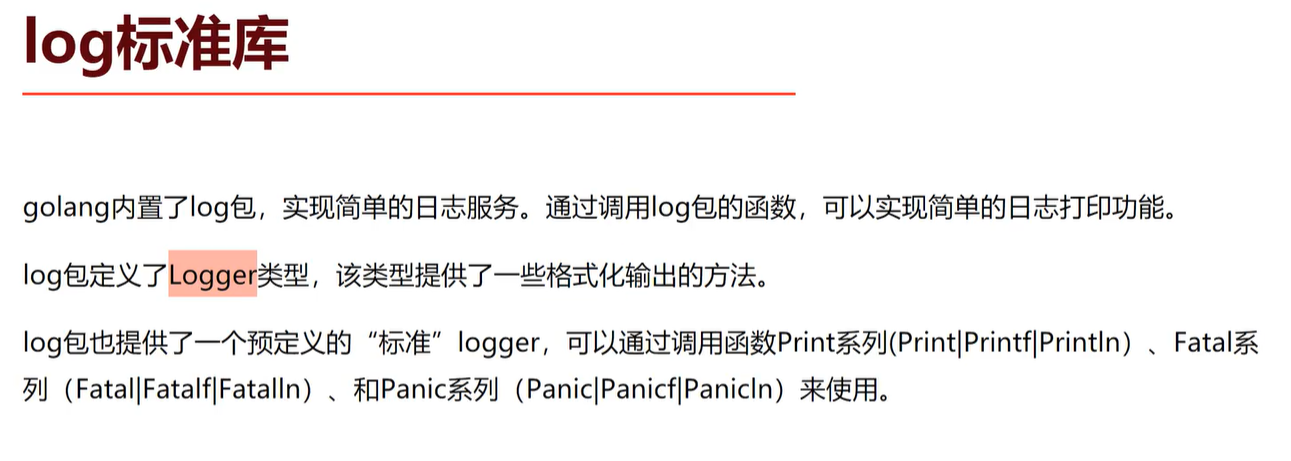 log标准库
golang内置了log包，实现简单的日志服务。通过调用log包的函数，可以实现简单的日志打印功能。
log包定义了Logger类型，该类型提供了一些格式化输出的方法。
log包也提供了一个预定义的“标准”logger，可以通过调用函数Print系列(Print|Printf|Println）、Fatal系
列（Fatal|Fatalf|Fatalln）、和Panic系列（Panic|Panicf|Panicln）来使用。